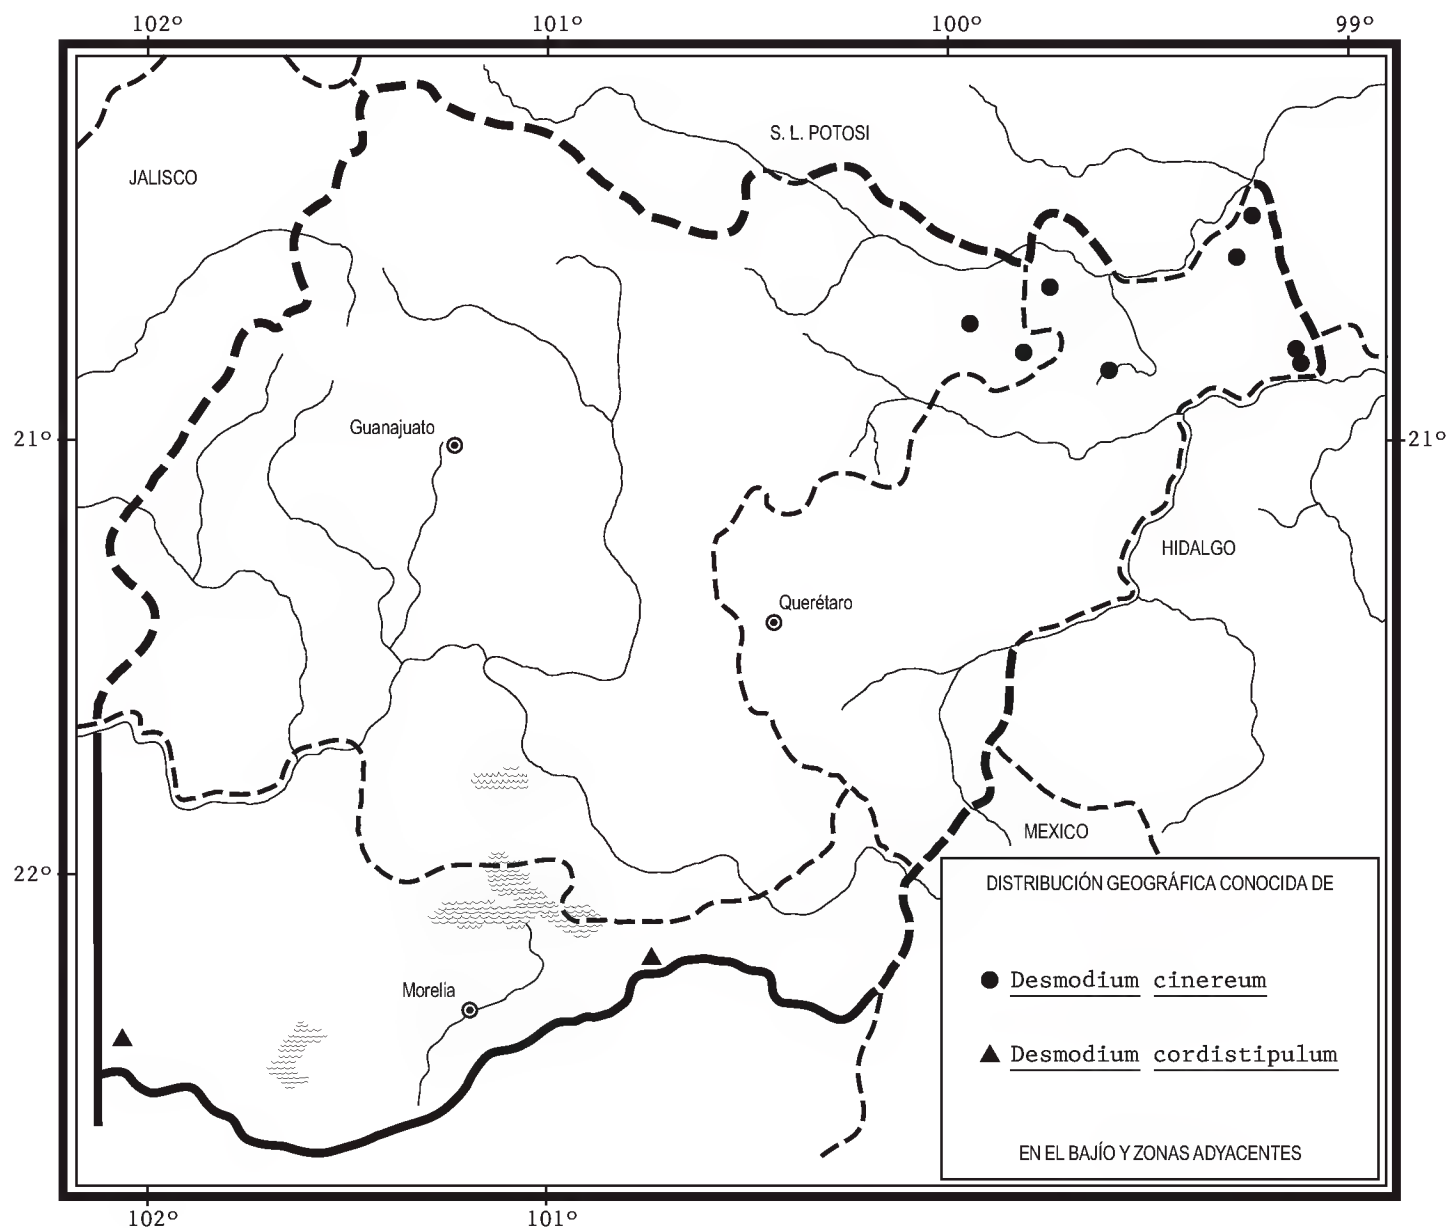 102° 101° 100° 99°
S. L. POTOSI
JALISCO
Guanajuato
21° 21°
HIDALGO
Querétaro
MEXICO
22°
DISTRIBUCIÓN GEOGRÁFICA CONOCIDA DE
Desmodium cinereum
Morelia
Desmodium cordistipulum
EN EL BAJÍO Y ZONAS ADYACENTES
102° 101°